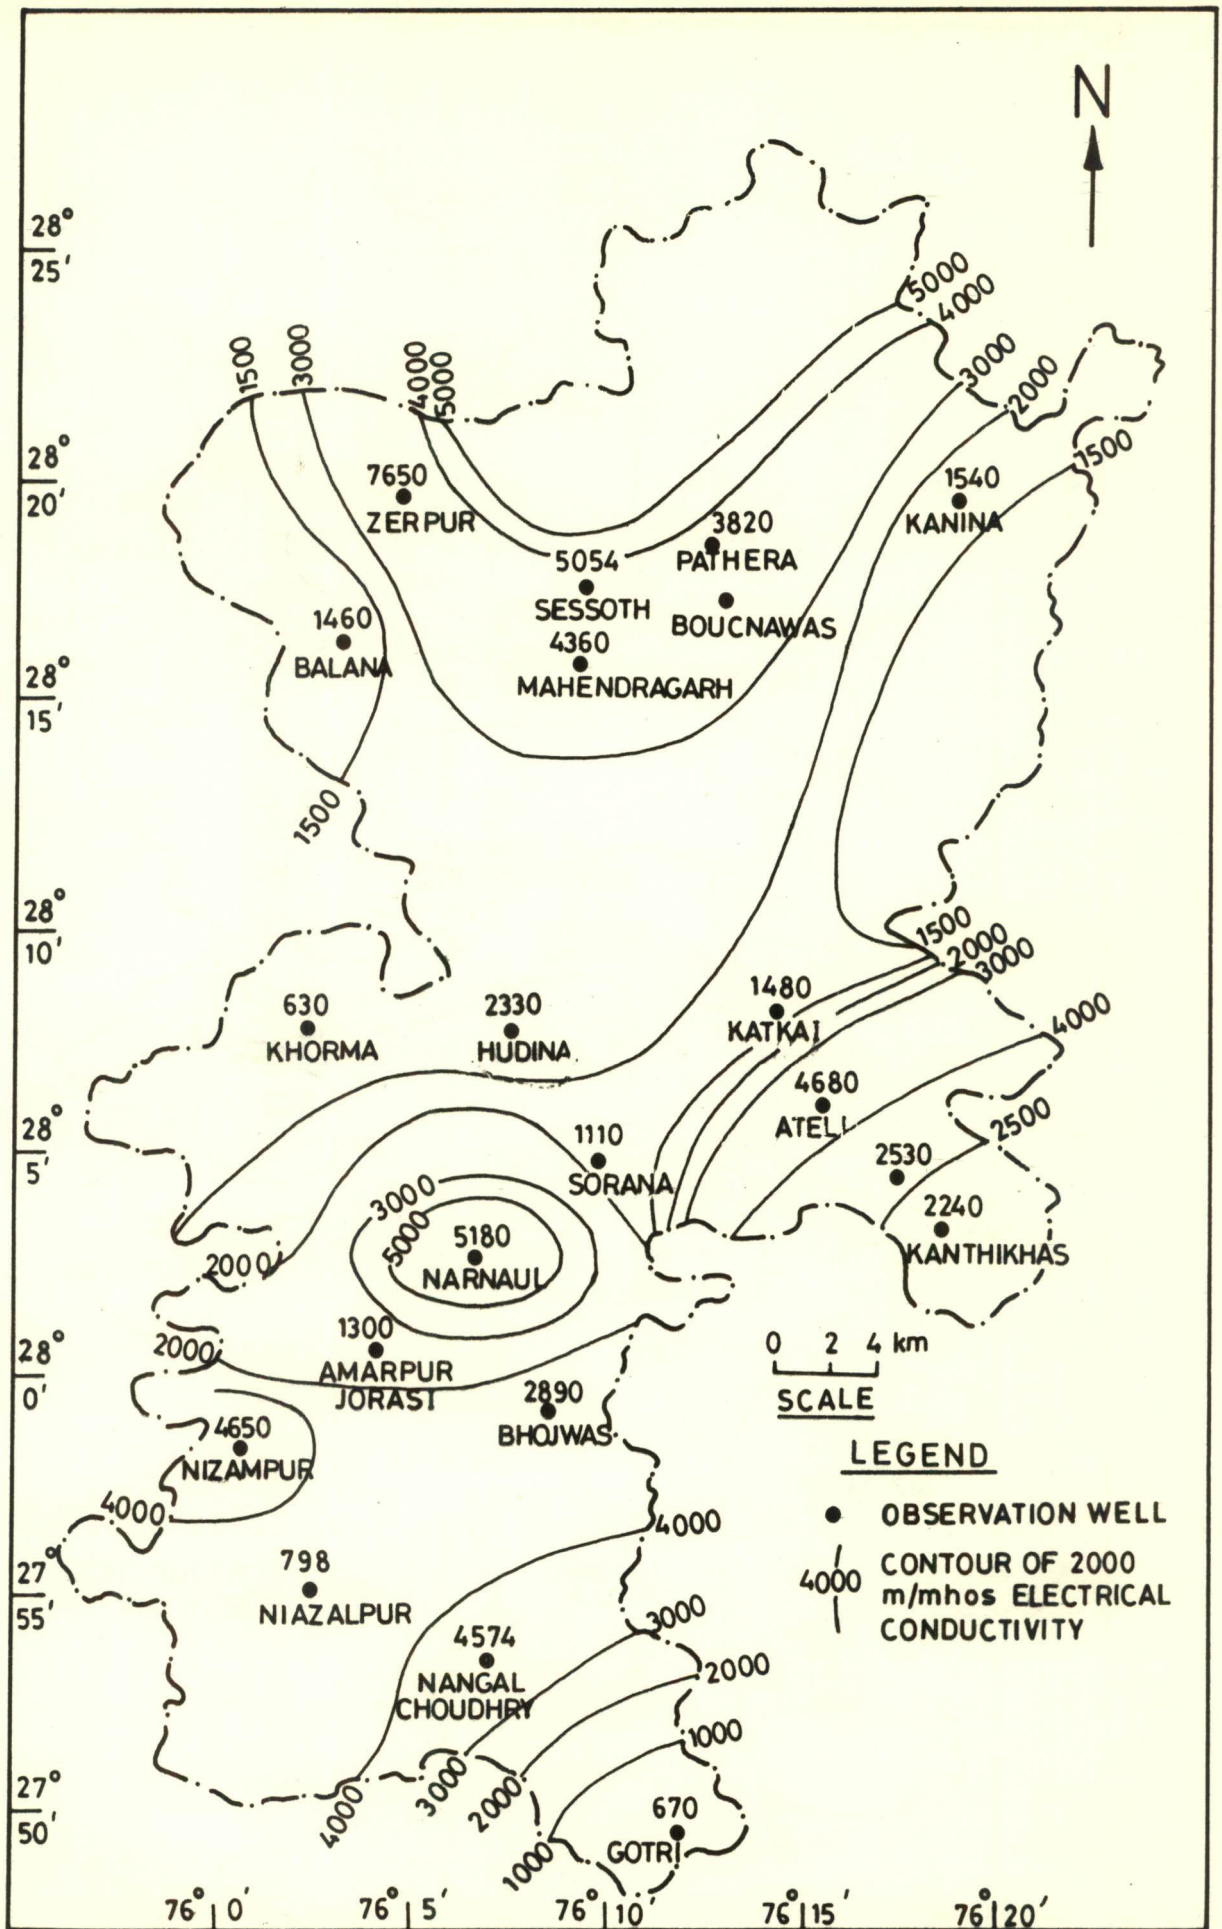 N
28°
25'
5000
4000
1500
3000
4000
5000
3000
2000
28°
20'
7650
ZERPUR
1500
1540
KANINA
3820
PATHERA
5054
SESSOTH
BOUCNAWAS
1460
BALANA
4360
MAHENDRAGARH
28°
15'
1500
28°
10'
1500
2000
3000
630
KHORMA
2330
HUDINA
1480
KATKAI
4000
4680
ATELI
2500
28°
5'
1110
SORANA
2530
3000
5000
5180
NARNAUL
2240
KANTHIKHAS
2000
2000
1300
AMARPUR
JORASI
28°
0'
0 2 4 km
SCALE
2890
BHOJWAS
4650
NIZAMPUR
LEGEND
4000
4000
OBSERVATION WELL
4000
CONTOUR OF 2000
m/mhos ELECTRICAL
CONDUCTIVITY
27°
55'
798
NIAZALPUR
3000
4574
NANGAL
CHOUDHRY
2000
1000
27°
50'
4000
3000
2000
1000
670
GOTRI
76° 0'
76° 5'
76° 10'
76° 15'
76° 20'